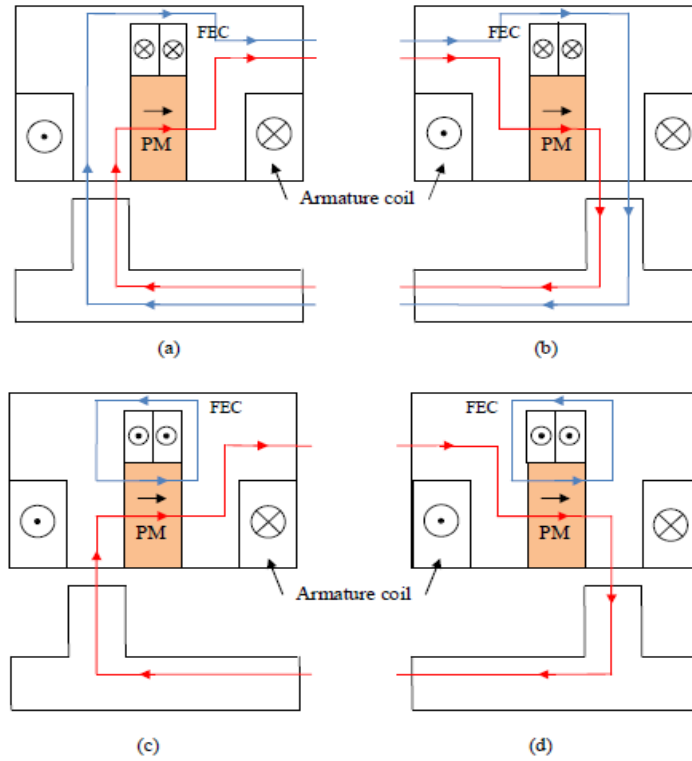 FEC
FEC
PM
PM
Armature coil
(a)
(b)
FEC
FEC
PM
PM
Armature coil
(c)
(d)